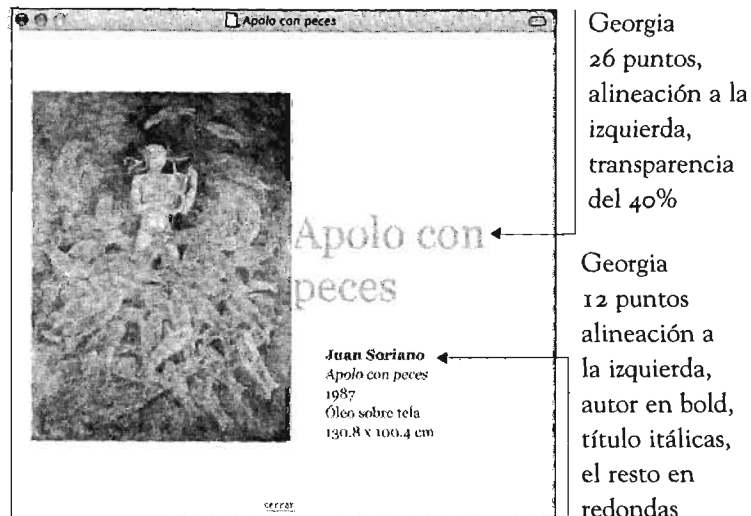 Apolo con peces
Apolo con
peces
Juan Soriano
Apolo con peces
1987
Óleo sobre tela
130.8 x 100.4 cm
cerrar
Georgia
26 puntos,
alineación a la
izquierda,
transparencia
del 40%
Georgia
12 puntos
alineación a
la izquierda,
autor en bold,
título itálicas,
el resto en
redondas